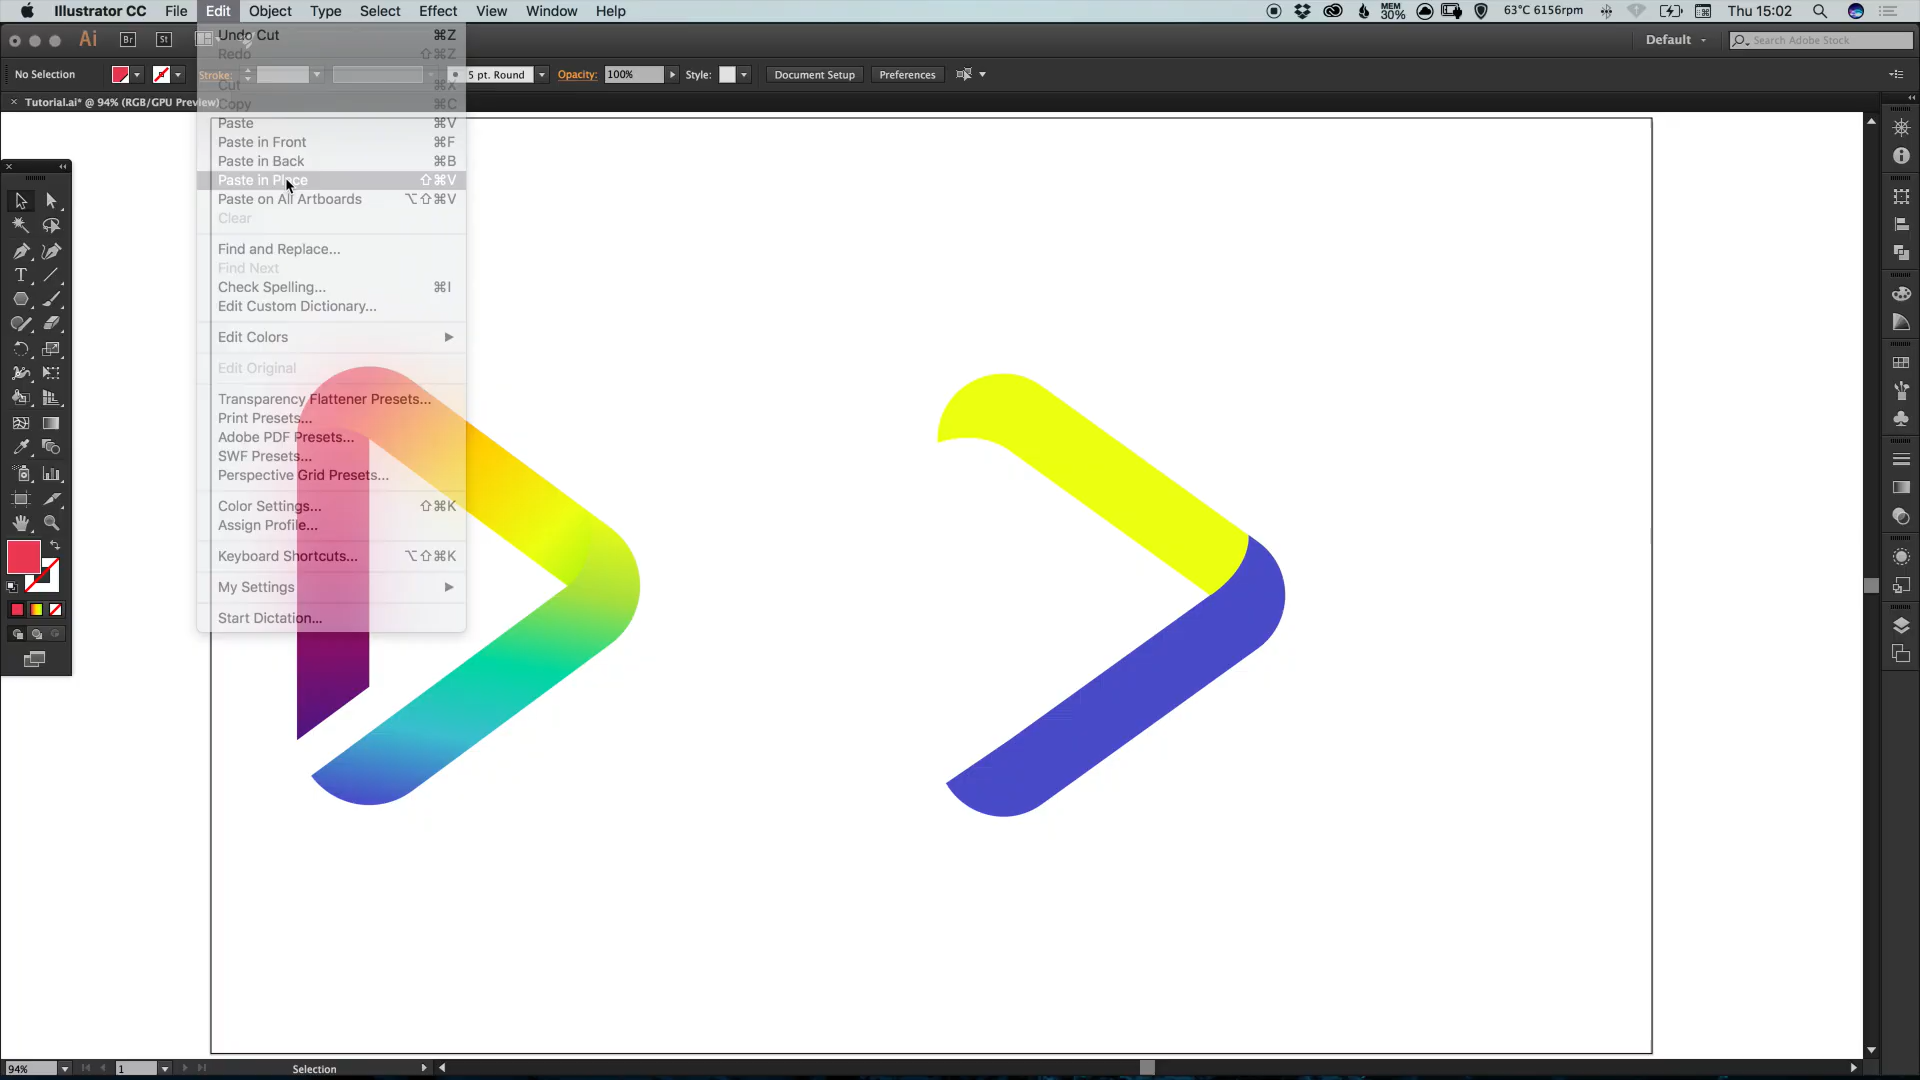 Illustrator CC File Edit Object Type Select Effect View Window Help MEM 30% 63°C 6156rpm Thu 15:02
Ai Br St Default Search Adobe Stock
No Selection Stroke: 5 pt. Round Opacity: 100% Style: Document Setup Preferences
× Tutorial.ai* @ 94% (RGB/GPU Preview)
Undo Cut ⌘Z
Redo ⇧⌘Z
Cut ⌘X
Copy ⌘C
Paste ⌘V
Paste in Front ⌘F
Paste in Back ⌘B
Paste in Place ⇧⌘V
Paste on All Artboards ⌥⇧⌘V
Clear
Find and Replace...
Find Next
Check Spelling... ⌘I
Edit Custom Dictionary...
Edit Colors
Edit Original
Transparency Flattener Presets...
Print Presets...
Adobe PDF Presets...
SWF Presets...
Perspective Grid Presets...
Color Settings... ⇧⌘K
Assign Profile...
Keyboard Shortcuts... ⌥⇧⌘K
My Settings
Start Dictation...
94% 1 Selection